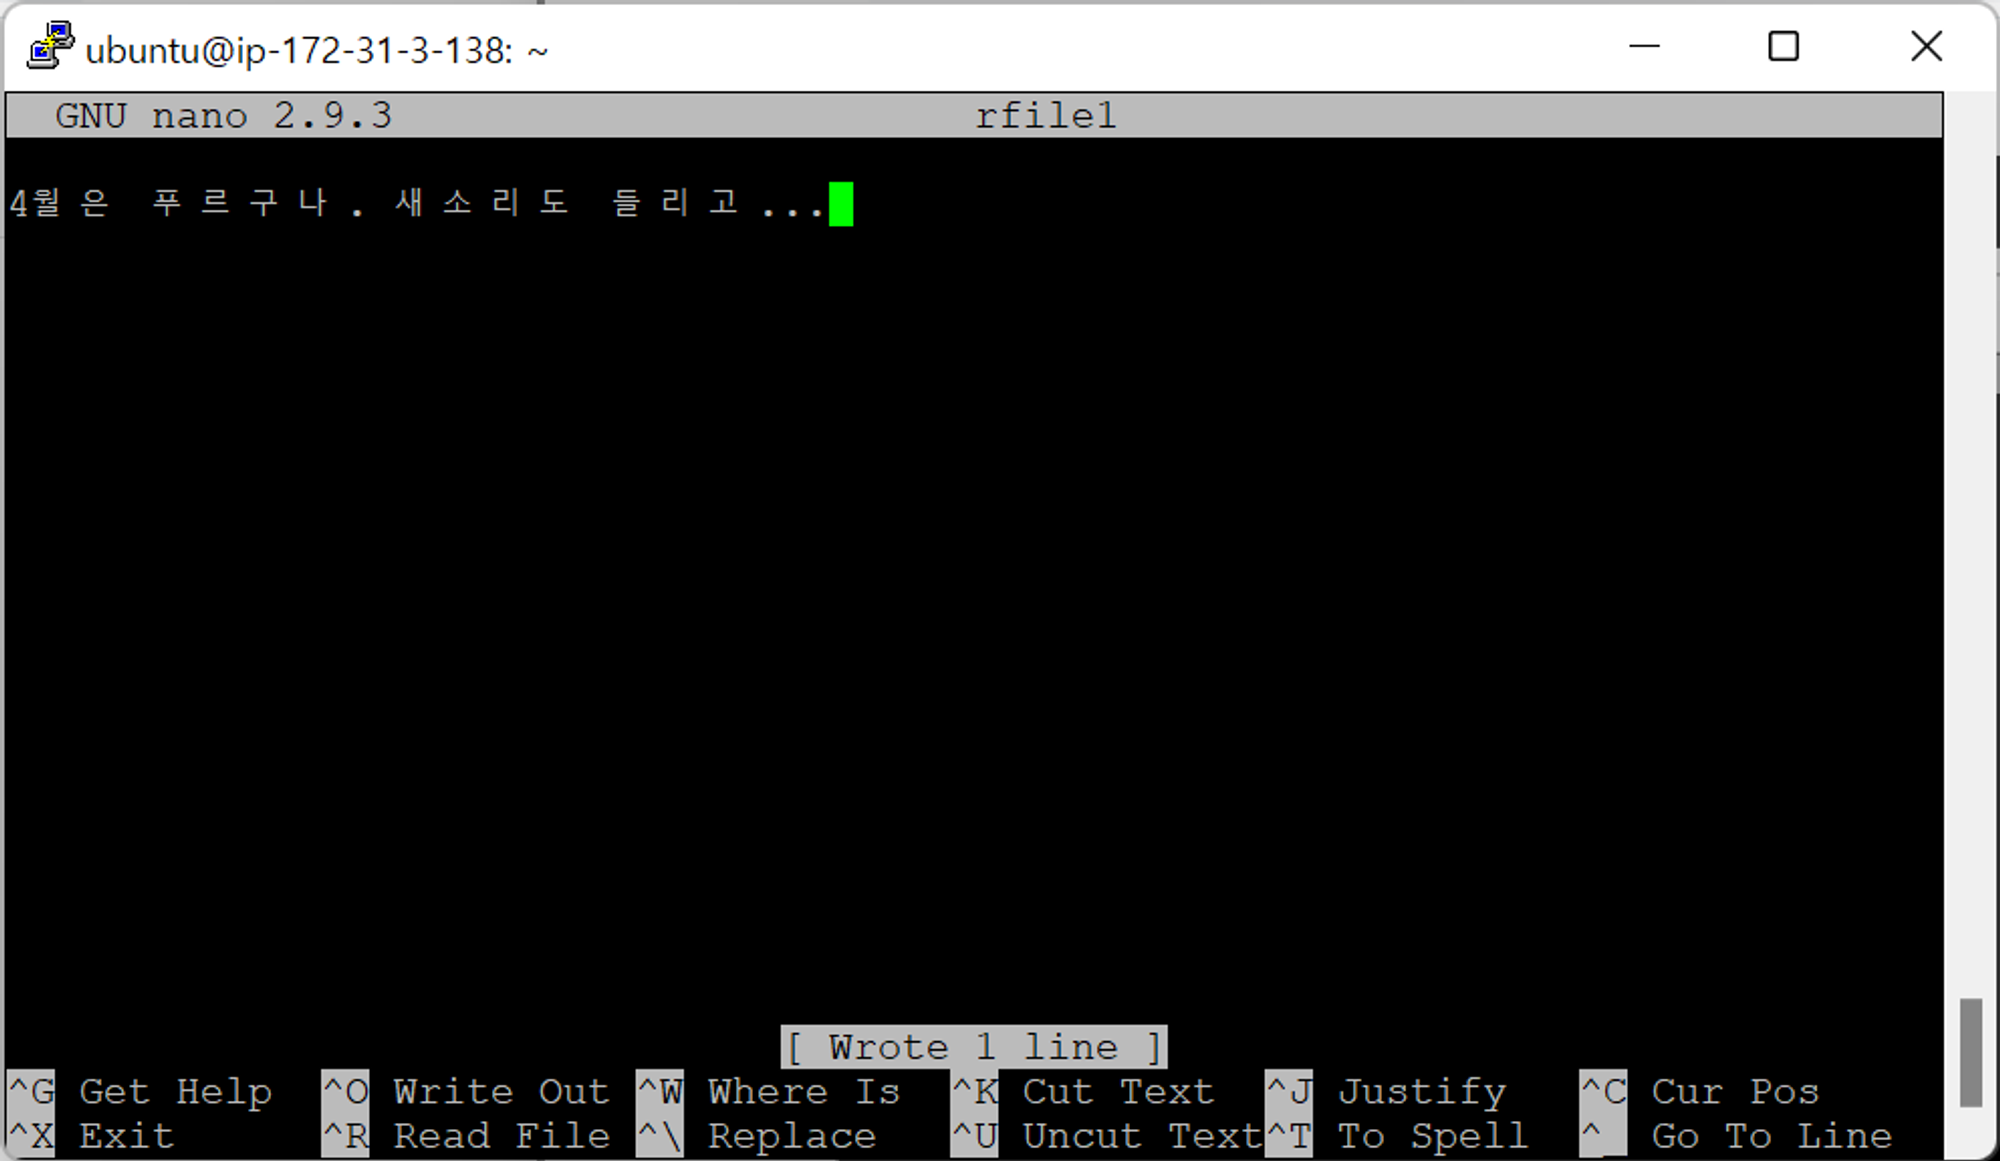 ubuntu@ip-172-31-3-138: ~
GNU nano 2.9.3 rfile1
4월은 푸르구나. 새소리도 들리고...
[ Wrote 1 line ]
^G Get Help ^O Write Out ^W Where Is ^K Cut Text ^J Justify ^C Cur Pos
^X Exit ^R Read File ^\ Replace ^U Uncut Text ^T To Spell ^_ Go To Line